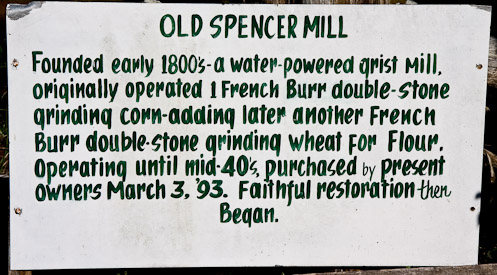 OLD SPENCER MILL
Founded early 1800's-a water-powered grist Mill,
originally operated 1 French Burr double-stone
grinding corn-adding later another French
Burr double-stone grinding wheat For Flour.
Operating until mid-40's, purchased by present
owners March 3, '93. Faithful restoration then
Began.